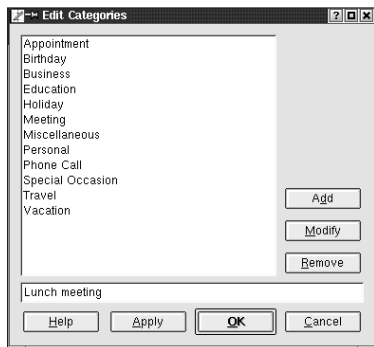 Edit Categories
Appointment
Birthday
Business
Education
Holiday
Meeting
Miscellaneous
Personal
Phone Call
Special Occasion
Travel
Vacation
Add
Modify
Remove
Lunch meeting
Help Apply OK Cancel